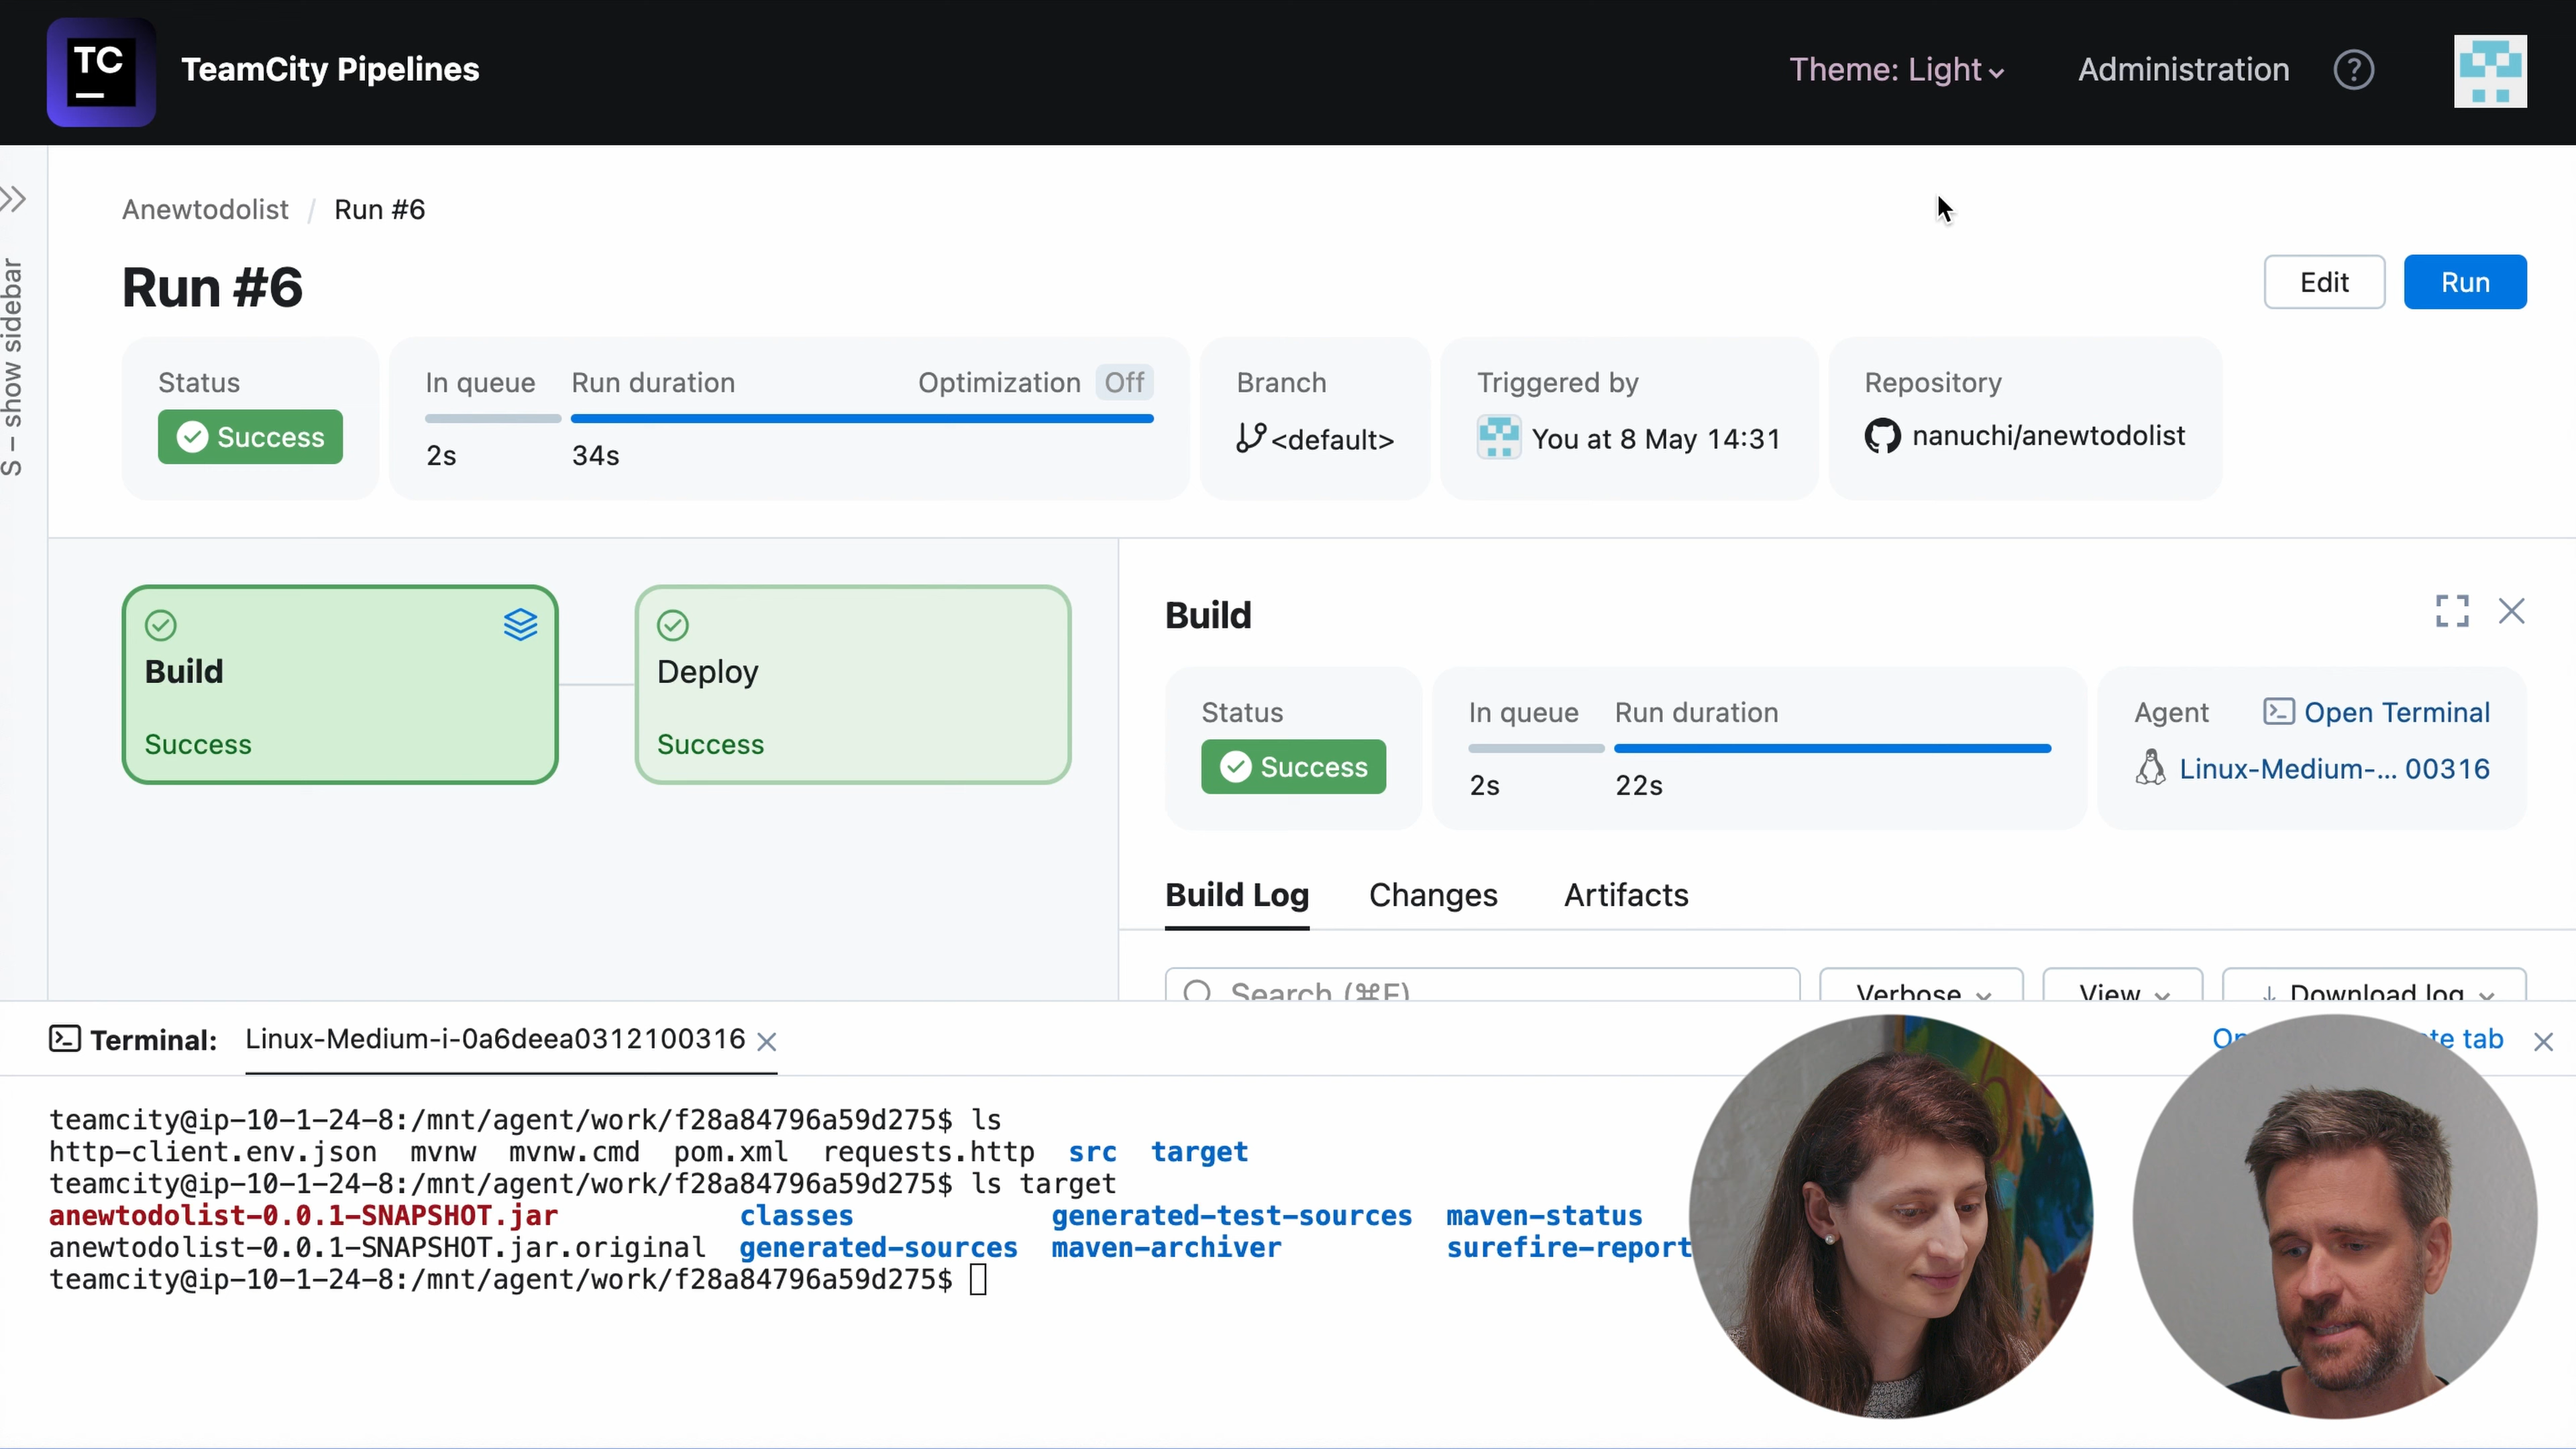 TC
TeamCity Pipelines
Theme: Light
Administration
?
S – show sidebar
Anewtodolist / Run #6
Run #6
Edit
Run
Status
Success
In queue
Run duration
Optimization Off
2s
34s
Branch
<default>
Triggered by
You at 8 May 14:31
Repository
nanuchi/anewtodolist
Build
Success
Deploy
Success
Build
Status
Success
In queue
Run duration
2s
22s
Agent
Open Terminal
Linux-Medium-... 00316
Build Log
Changes
Artifacts
Search (⌘F)
Verbose
View
Download log
Terminal:
Linux-Medium-i-0a6deea0312100316
tab
teamcity@ip-10-1-24-8:/mnt/agent/work/f28a84796a59d275$ ls
http-client.env.json mvnw mvnw.cmd pom.xml requests.http src target
teamcity@ip-10-1-24-8:/mnt/agent/work/f28a84796a59d275$ ls target
anewtodolist-0.0.1-SNAPSHOT.jar classes generated-test-sources maven-status
anewtodolist-0.0.1-SNAPSHOT.jar.original generated-sources maven-archiver surefire-report
teamcity@ip-10-1-24-8:/mnt/agent/work/f28a84796a59d275$